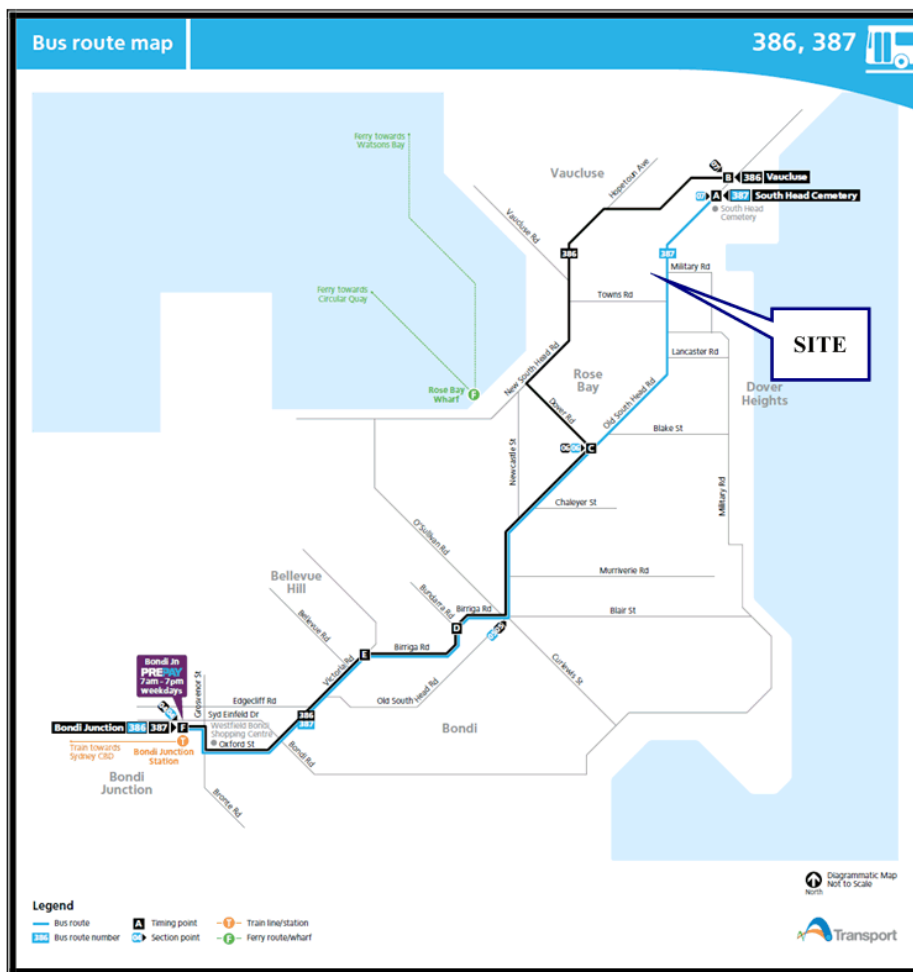 Bus route map
386, 387
Ferry towards
Watsons Bay
Vaucluse
Hopetoun Ave
B 386 Vaucluse
A 387 South Head Cemetery
South Head
Cemetery
Vaucluse Rd
386
387
Military Rd
Ferry towards
Circular Quay
Towns Rd
SITE
New South Head Rd
Lancaster Rd
Rose
Bay
Rose Bay
Wharf
F
Dover
Heights
Dover Rd
Old South Head Rd
Blake St
C
Newcastle St
Military Rd
Chaleyer St
O'Sullivan Rd
Murriverie Rd
Bellevue
Hill
Bundarra Rd
Birriga Rd
Blair St
Bellevue Rd
D
Victoria Rd
E
Birriga Rd
Curlewis St
Bondi Jn
PREPAY
7am - 7pm
weekdays
Grosvenor St
Edgecliff Rd
Old South Head Rd
Syd Einfeld Dr
386
387
Bondi Junction 386 387 F
Westfield Bondi
Shopping Centre
Oxford St
Bondi
Train towards
Sydney CBD
T
Bondi Junction
Station
Bondi Rd
Bondi
Junction
Bronte Rd
Diagrammatic Map
Not to Scale
North
Legend
Bus route
A Timing point
T Train line/station
386 Bus route number
Section point
F Ferry route/wharf
Transport